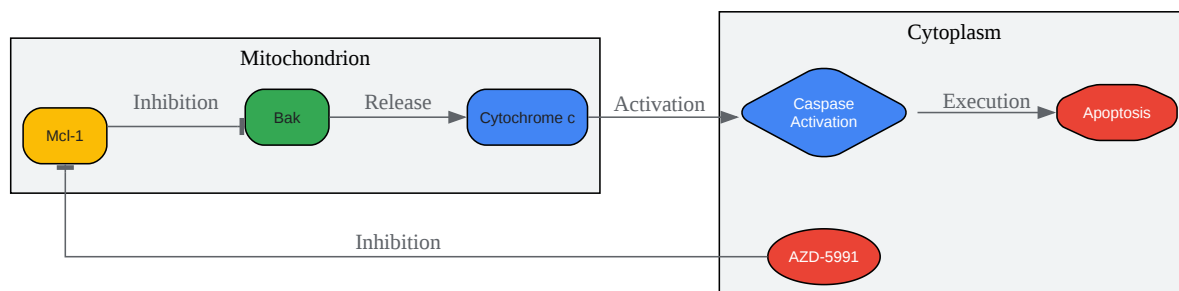 Cytoplasm
Mitochondrion
Inhibition
Release
Activation
Execution
Mcl-1
Bak
Cytochrome c
Caspase
Activation
Apoptosis
Inhibition
AZD-5991